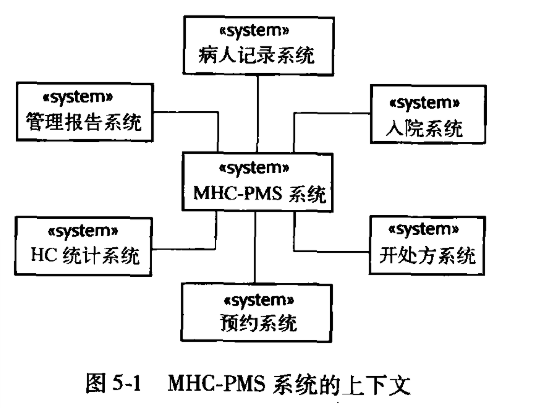 «system»
病人记录系统
«system»
管理报告系统
«system»
入院系统
«system»
MHC-PMS 系统
«system»
HC 统计系统
«system»
开处方系统
«system»
预约系统
图 5-1 MHC-PMS 系统的上下文